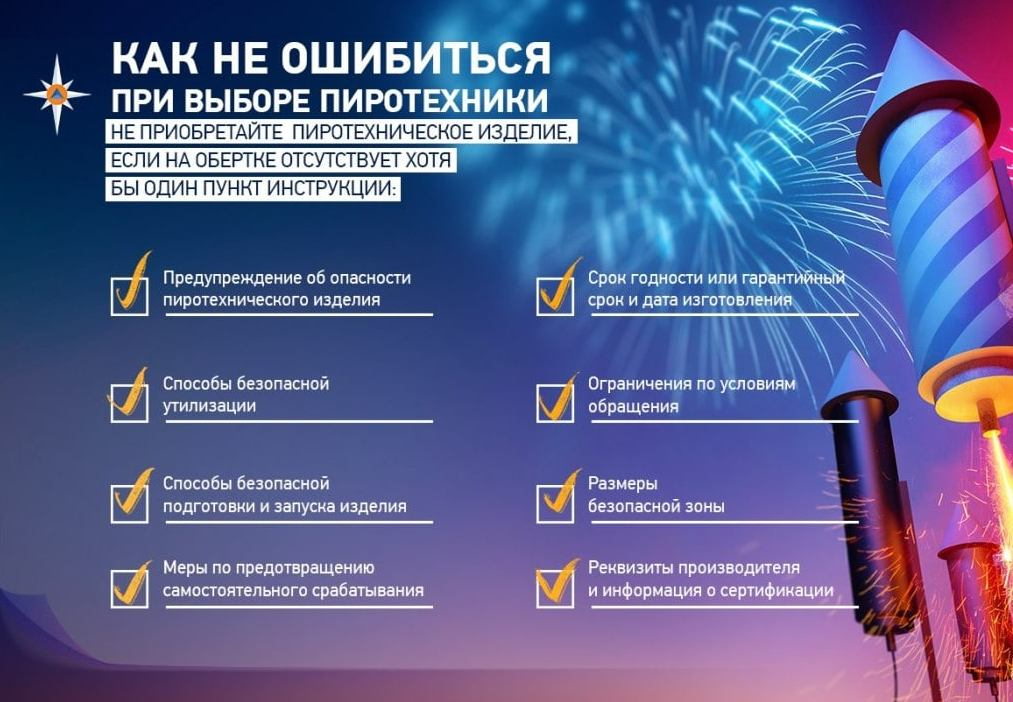 КАК НЕ ОШИБИТЬСЯ
ПРИ ВЫБОРЕ ПИРОТЕХНИКИ
НЕ ПРИОБРЕТАЙТЕ ПИРОТЕХНИЧЕСКОЕ ИЗДЕЛИЕ,
ЕСЛИ НА ОБЕРТКЕ ОТСУТСТВУЕТ ХОТЯ
БЫ ОДИН ПУНКТ ИНСТРУКЦИИ:
Предупреждение об опасности
пиротехнического изделия
Способы безопасной
утилизации
Способы безопасной
подготовки и запуска изделия
Меры по предотвращению
самостоятельного срабатывания
Срок годности или гарантийный
срок и дата изготовления
Ограничения по условиям
обращения
Размеры
безопасной зоны
Реквизиты производителя
и информация о сертификации